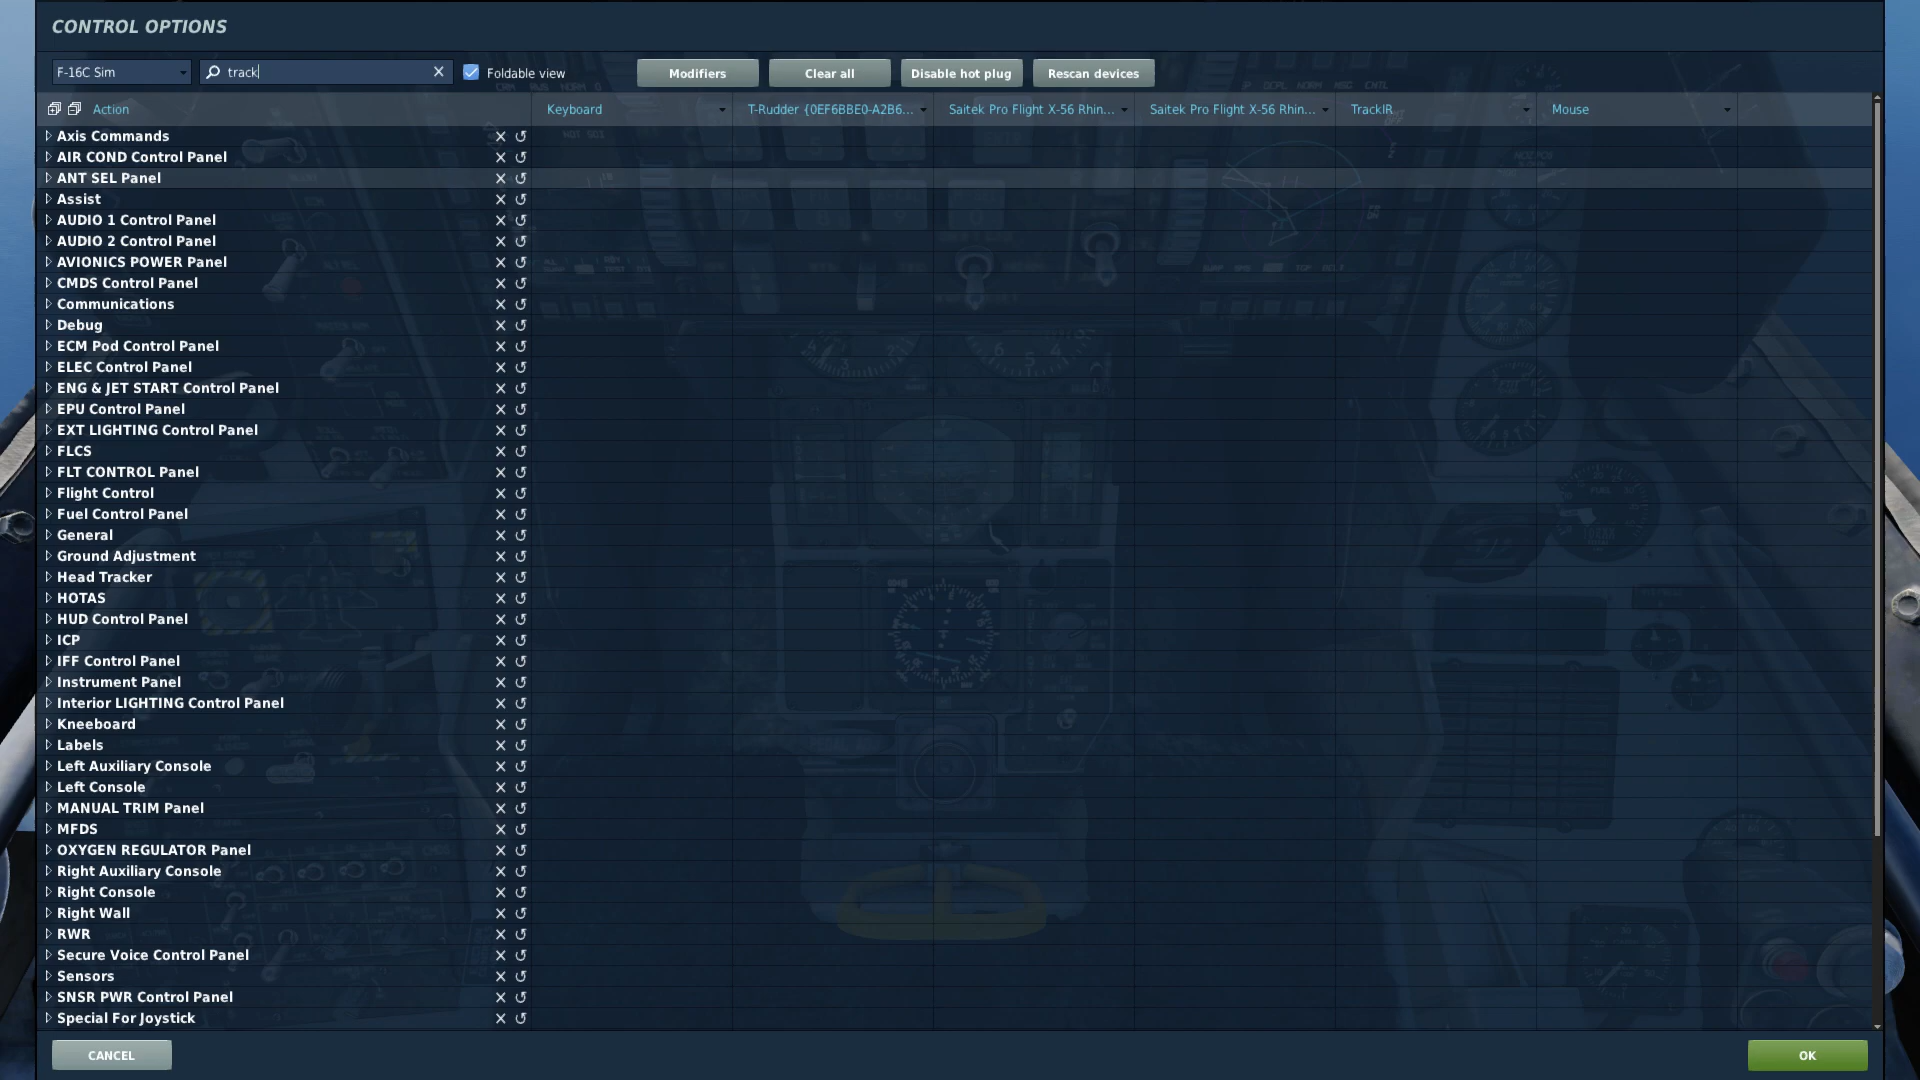 CONTROL OPTIONS
F-16C Sim
track
Foldable view
Modifiers
Clear all
Disable hot plug
Rescan devices
Action
Keyboard
T-Rudder {0EF6BBE0-A2B6...
Saitek Pro Flight X-56 Rhin...
Saitek Pro Flight X-56 Rhin...
TrackIR
Mouse
Axis Commands
AIR COND Control Panel
ANT SEL Panel
Assist
AUDIO 1 Control Panel
AUDIO 2 Control Panel
AVIONICS POWER Panel
CMDS Control Panel
Communications
Debug
ECM Pod Control Panel
ELEC Control Panel
ENG & JET START Control Panel
EPU Control Panel
EXT LIGHTING Control Panel
FLCS
FLT CONTROL Panel
Flight Control
Fuel Control Panel
General
Ground Adjustment
Head Tracker
HOTAS
HUD Control Panel
ICP
IFF Control Panel
Instrument Panel
Interior LIGHTING Control Panel
Kneeboard
Labels
Left Auxiliary Console
Left Console
MANUAL TRIM Panel
MFDS
OXYGEN REGULATOR Panel
Right Auxiliary Console
Right Console
Right Wall
RWR
Secure Voice Control Panel
Sensors
SNSR PWR Control Panel
Special For Joystick
CANCEL
OK